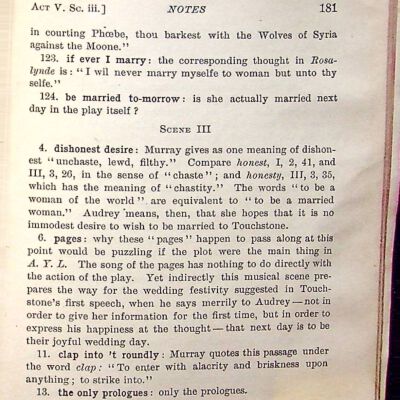 ACT V. SC. iii.] NOTES 181
in courting Phœbe, thou barkest with the Wolves of Syria
against the Moone."
123. if ever I marry: the corresponding thought in Rosa-
lynde is: "I wil never marry myselfe to woman but unto thy
selfe."
124. be married to-morrow: is she actually married next
day in the play itself?
SCENE III
4. dishonest desire: Murray gives as one meaning of dishon-
est "unchaste, lewd, filthy." Compare honest, I, 2, 41, and
III, 3, 26, in the sense of "chaste"; and honesty, III, 3, 35,
which has the meaning of "chastity." The words "to be a
woman of the world" are equivalent to "to be a married
woman." Audrey means, then, that she hopes that it is no
immodest desire to wish to be married to Touchstone.
6. pages: why these "pages" happen to pass along at this
point would be puzzling if the plot were the main thing in
A. Y. L. The song of the pages has nothing to do directly with
the action of the play. Yet indirectly this musical scene pre-
pares the way for the wedding festivity suggested in Touch-
stone's first speech, when he says merrily to Audrey—not in
order to give her information for the first time, but in order to
express his happiness at the thought—that next day is to be
their joyful wedding day.
11. clap into 't roundly: Murray quotes this passage under
the word clap: "To enter with alacrity and briskness upon
anything; to strike into."
13. the only prologues: only the prologues.